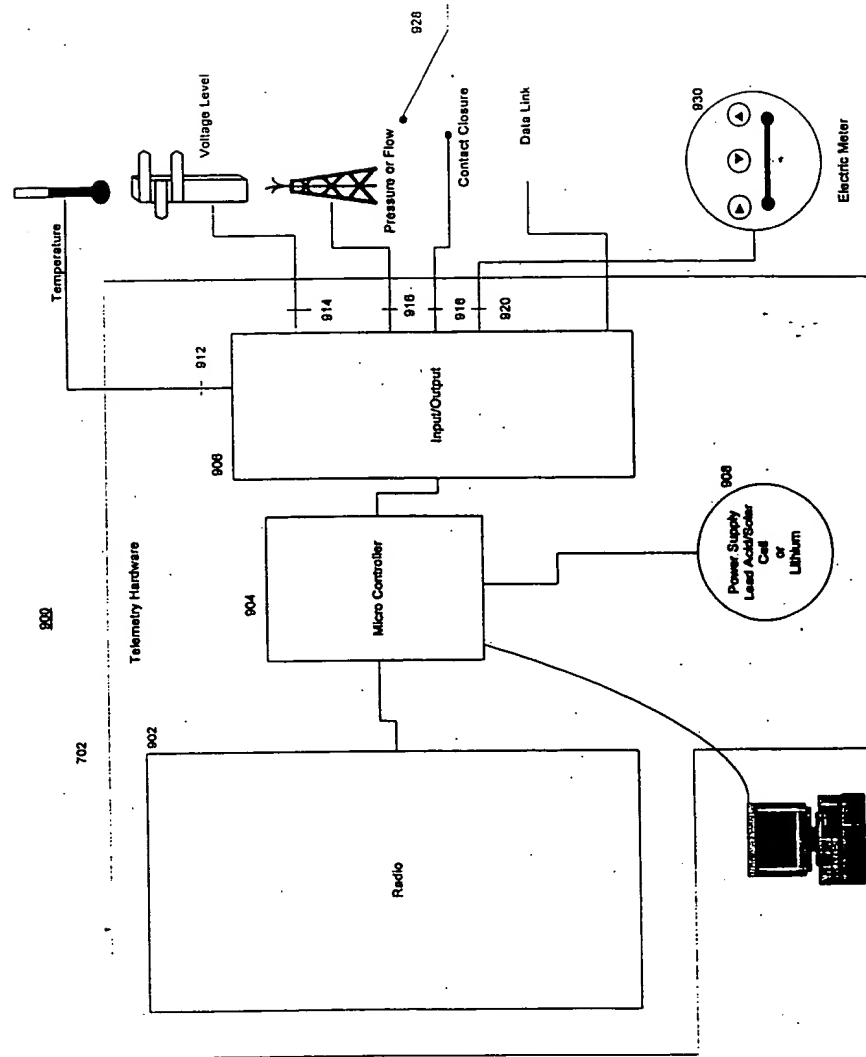 900
702
Telemetry Hardware
902
Radio
904
Micro Controller
906
Input/Output
908
Power Supply
Lead Acid/Solar
Cell
or
Lithium
912
914
916
918
920
Temperature
Voltage Level
Pressure or Flow
928
Contact Closure
Data Link
930
Electric Meter